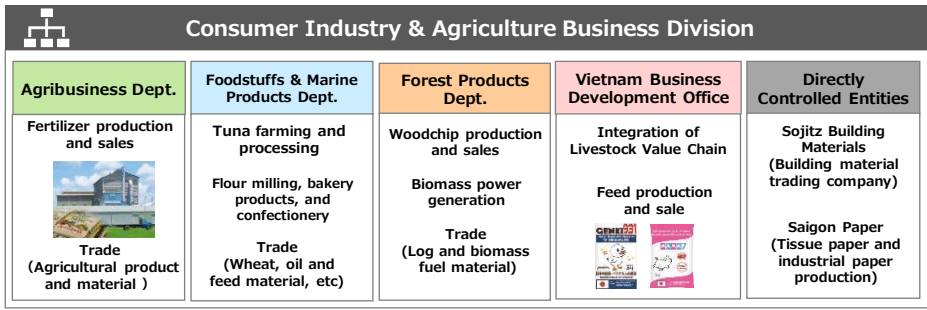 Consumer Industry & Agriculture Business Division
Agribusiness Dept.
Fertilizer production
and sales
Trade
(Agricultural product
and material )
Foodstuffs & Marine
Products Dept.
Tuna farming and
processing
Flour milling, bakery
products, and
confectionery
Trade
(Wheat, oil and
feed material, etc)
Forest Products
Dept.
Woodchip production
and sales
Biomass power
generation
Trade
(Log and biomass
fuel material)
Vietnam Business
Development Office
Integration of
Livestock Value Chain
Feed production
and sale
Directly
Controlled Entities
Sojitz Building
Materials
(Building material
trading company)
Saigon Paper
(Tissue paper and
industrial paper
production)